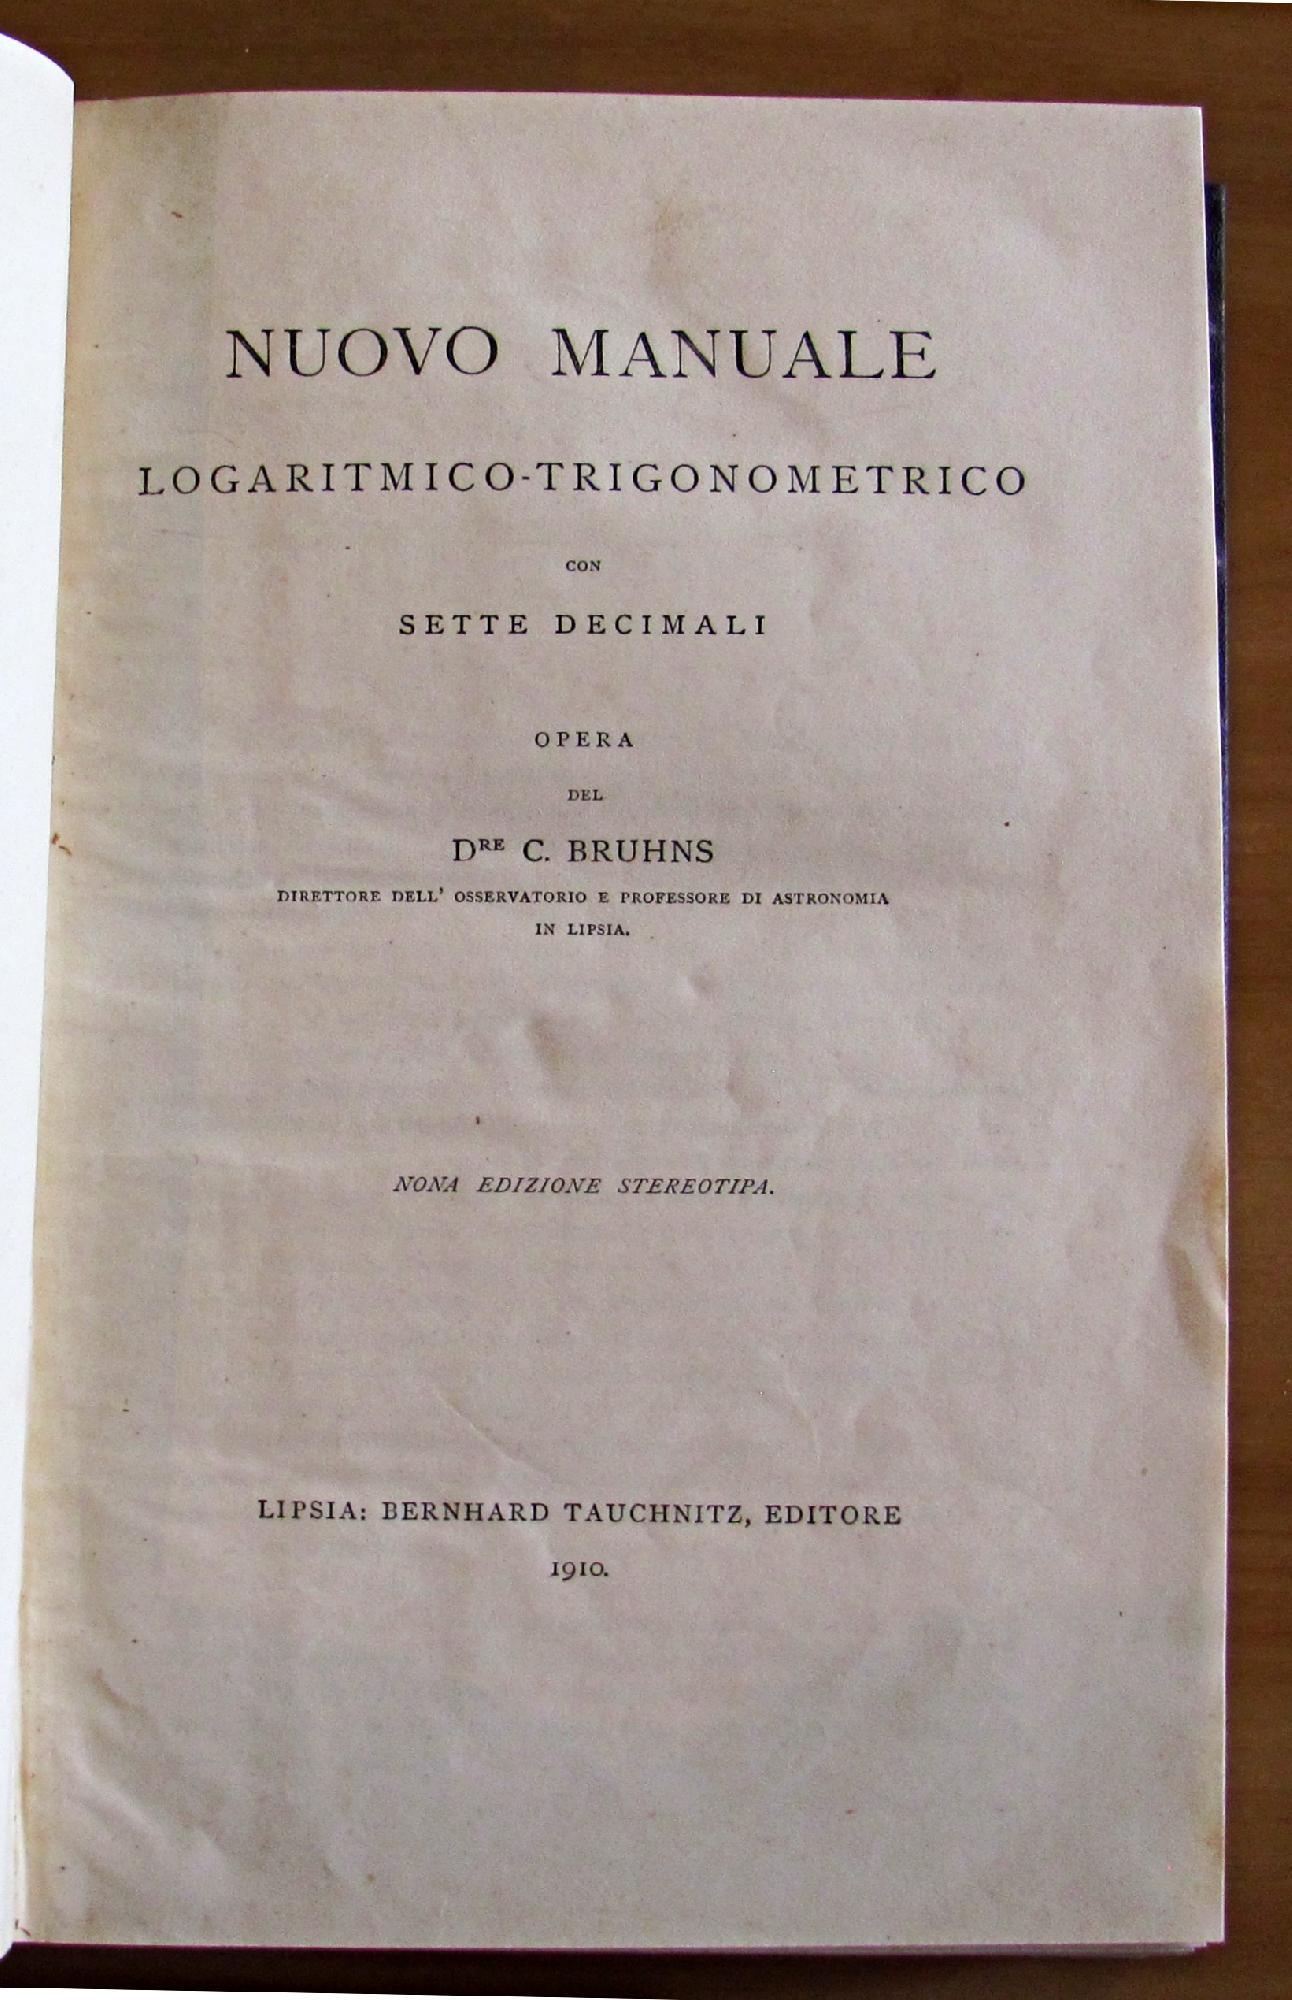 NUOVO MANUALE
LOGARITMICO-TRIGONOMETRICO
CON
SETTE DECIMALI
OPERA
DEL
DRE C. BRUHNS
DIRETTORE DELL' OSSERVATORIO E PROFESSORE DI ASTRONOMIA
IN LIPSIA.
NONA EDIZIONE STEREOTIPA.
LIPSIA: BERNHARD TAUCHNITZ, EDITORE
1910.